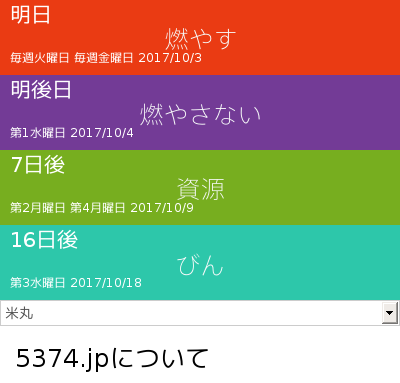 明日
燃やす
毎週火曜日 毎週金曜日 2017/10/3
明後日
燃やさない
第1水曜日 2017/10/4
7日後
資源
第2月曜日 第4月曜日 2017/10/9
16日後
びん
第3水曜日 2017/10/18
米丸
5374.jpについて